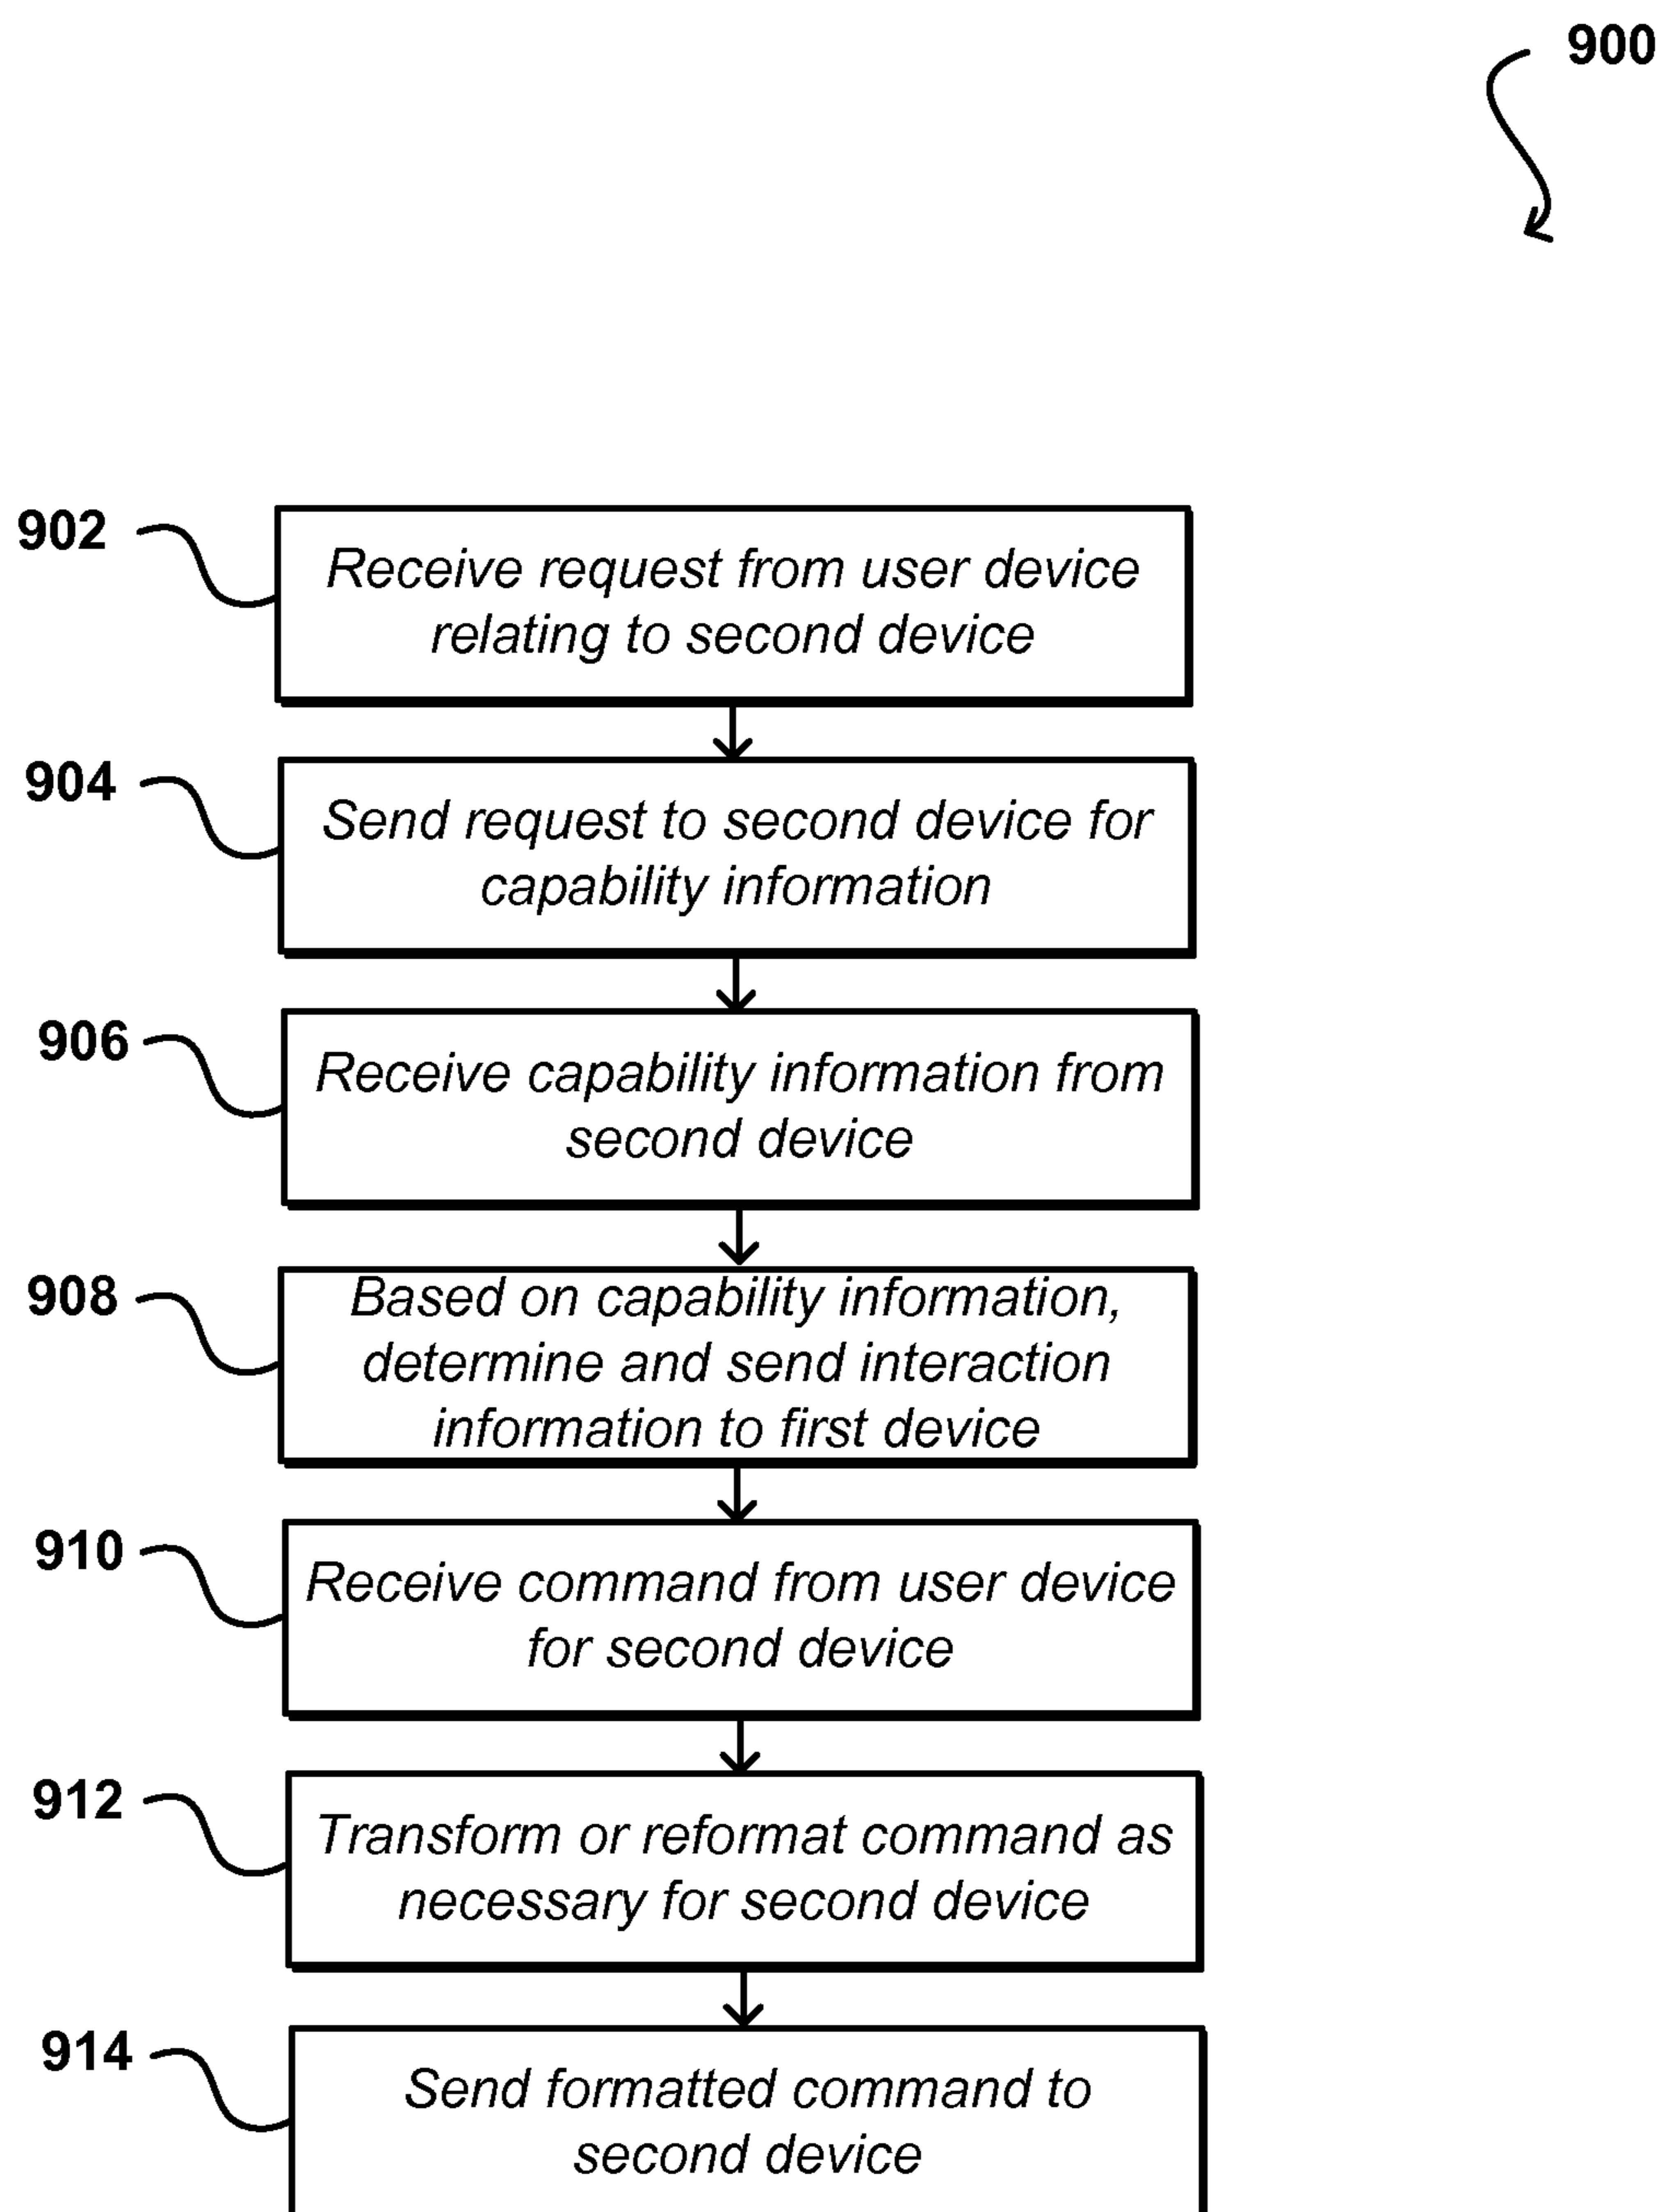 900
902
Receive request from user device
relating to second device
904
Send request to second device for
capability information
906
Receive capability information from
second device
908
Based on capability information,
determine and send interaction
information to first device
910
Receive command from user device
for second device
912
Transform or reformat command as
necessary for second device
914
Send formatted command to
second device